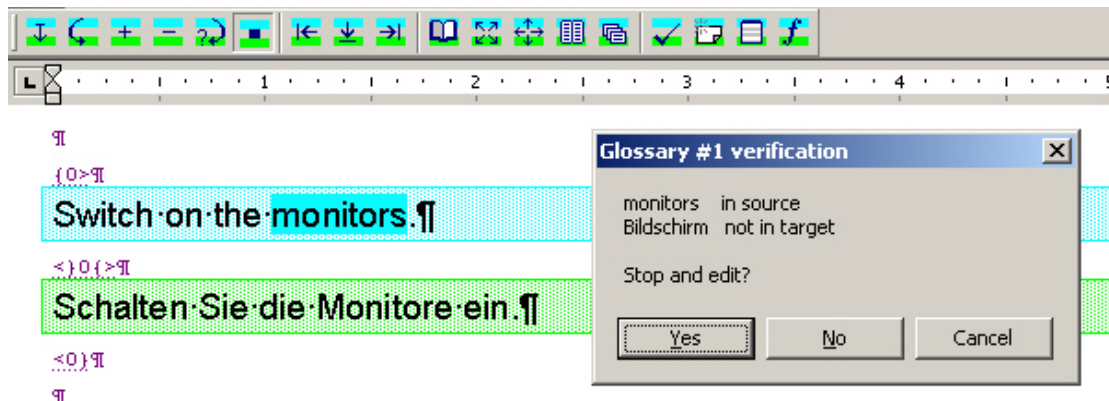 L 1 2 3 4 5
¶
{0>¶
Switch·on·the·monitors.¶
<}0{>¶
Schalten·Sie·die·Monitore·ein.¶
<0}¶
¶
Glossary #1 verification
monitors in source
Bildschirm not in target
Stop and edit?
Yes No Cancel